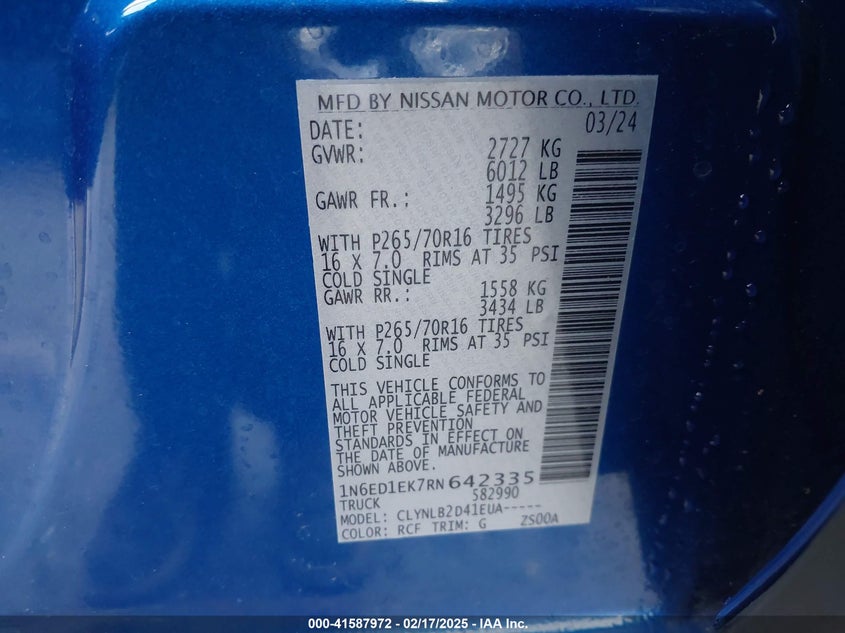 MFD BY NISSAN MOTOR CO., LTD.
DATE: 03/24
GVWR: 2727 KG
6012 LB
GAWR FR.: 1495 KG
3296 LB
WITH P265/70R16 TIRES
16 X 7.0 RIMS AT 35 PSI
COLD SINGLE
GAWR RR.: 1558 KG
3434 LB
WITH P265/70R16 TIRES
16 X 7.0 RIMS AT 35 PSI
COLD SINGLE
THIS VEHICLE CONFORMS TO
ALL APPLICABLE FEDERAL
MOTOR VEHICLE SAFETY AND
THEFT PREVENTION
STANDARDS IN EFFECT ON
THE DATE OF MANUFACTURE
SHOWN ABOVE.
1N6ED1EK7RN642335
TRUCK 582990
MODEL: CLYNLB2D41EUA-----
COLOR: RCF TRIM: G ZS00A
000-41587972 — 02/17/2025 — IAA Inc.